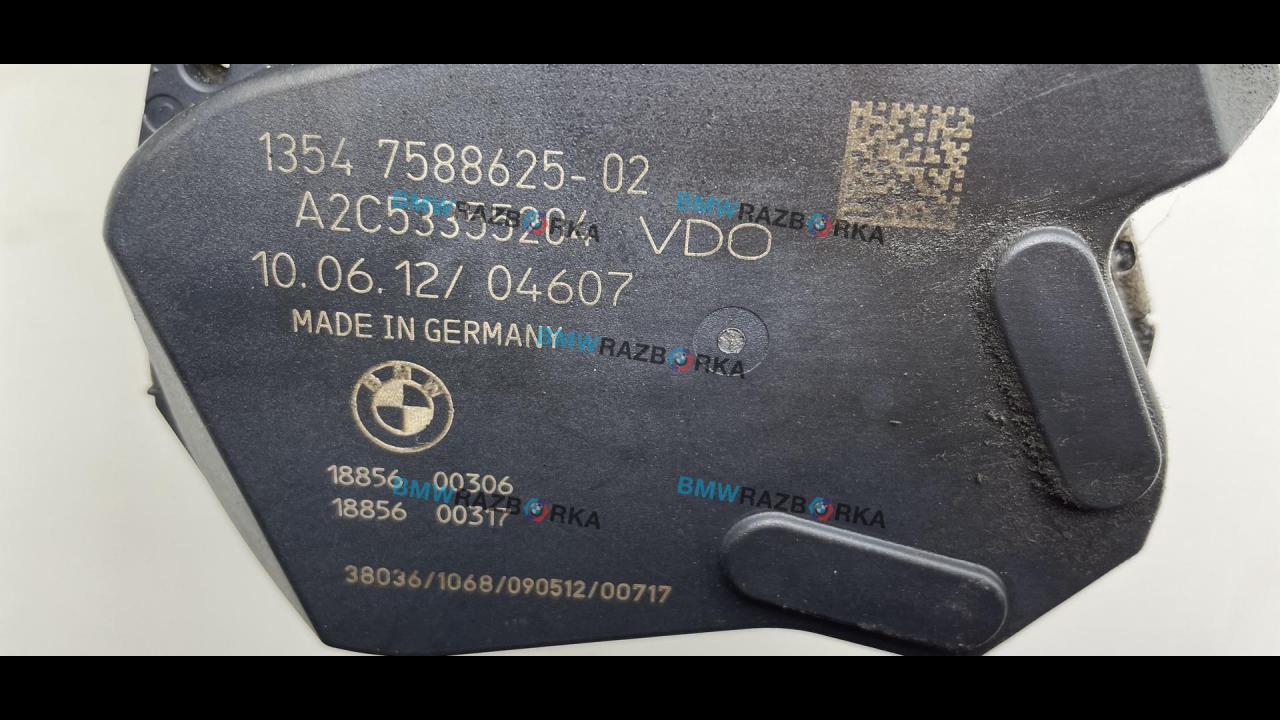 1354 7588625-02
A2C53355204 VDO
BMWRAZBORKA BMWRAZBORKA
10.06.12/ 04607
MADE IN GERMANY
BMWRAZBORKA
BMW
18856 00306
18856 00317
BMWRAZBORKA BMWRAZBORKA
38036/1068/090512/00717